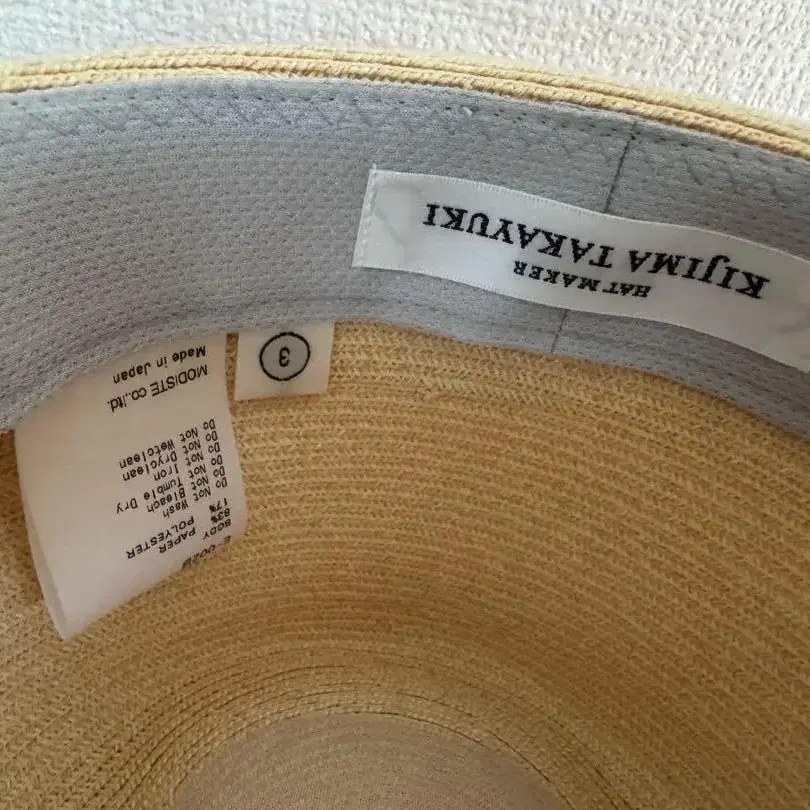 HAT MAKER
KIJIMA TAKAYUKI
3
E-002B
BODY PAPER 83%
POLYESTER 17%
Do Not Wash
Do Not Bleach
Do Not Tumble Dry
Do Not Iron
Do Not Dryclean
Do Not Wetclean
MODISTE co.,ltd.
Made in Japan